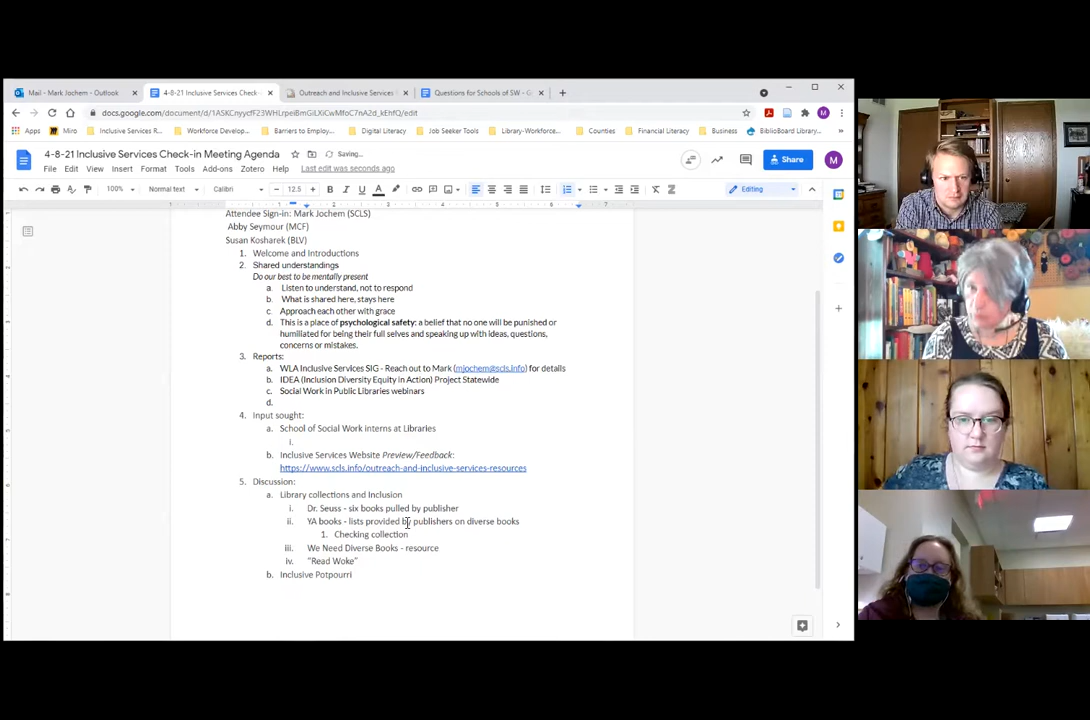 Mail - Mark Jochem - Outlook
4-8-21 Inclusive Services Check-
Outreach and Inclusive Services
Questions for Schools of SW - G
docs.google.com/document/d/
/edit
Apps Miro Inclusive Services R... Workforce Develop... Barriers to Employ... Digital Literacy Job Seeker Tools Library-Workforce... Counties Financial Literacy Business BiblioBoard Library...
4-8-21 Inclusive Services Check-in Meeting Agenda Saving...
File Edit View Insert Format Tools Add-ons Zotero Help Last edit was seconds ago
Share M
100% Normal text Calibri 12.5 Editing
Attendee Sign-in: Mark Jochem (SCLS)
Abby Seymour (MCF)
Susan Kosharek (BLV)
1. Welcome and Introductions
2. Shared understandings
Do our best to be mentally present
a. Listen to understand, not to respond
b. What is shared here, stays here
c. Approach each other with grace
d. This is a place of psychological safety: a belief that no one will be punished or
humiliated for being their full selves and speaking up with ideas, questions,
concerns or mistakes.
3. Reports:
a. WLA Inclusive Services SIG - Reach out to Mark (mjochem@scls.info) for details
b. IDEA (Inclusion Diversity Equity in Action) Project Statewide
c. Social Work in Public Libraries webinars
d.
4. Input sought:
a. School of Social Work interns at Libraries
i.
b. Inclusive Services Website Preview/Feedback:
https://www.scls.info/outreach-and-inclusive-services-resources
5. Discussion:
a. Library collections and Inclusion
i. Dr. Seuss - six books pulled by publisher
ii. YA books - lists provided by publishers on diverse books
1. Checking collection
iii. We Need Diverse Books - resource
iv. "Read Woke"
b. Inclusive Potpourri